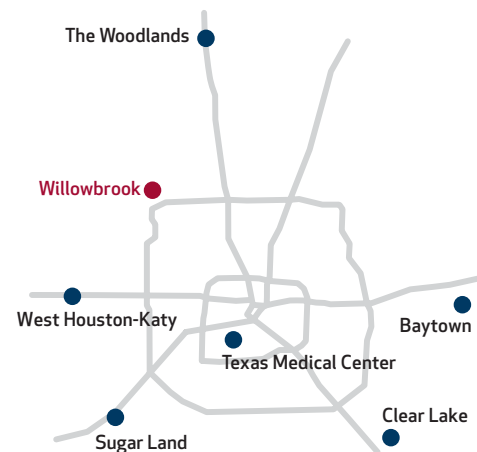 The Woodlands
Willowbrook
West Houston-Katy
Baytown
Texas Medical Center
Clear Lake
Sugar Land